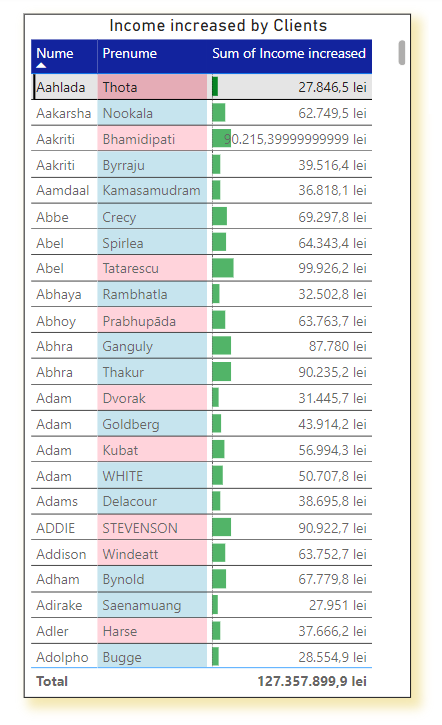 Income increased by Clients
Nume Prenume Sum of Income increased
Aahlada Thota 27.846,5 lei
Aakarsha Nookala 62.749,5 lei
Aakriti Bhamidipati 90.215,39999999999 lei
Aakriti Byrraju 39.516,4 lei
Aamdaal Kamasamudram 36.818,1 lei
Abbe Crecy 69.297,8 lei
Abel Spirlea 64.343,4 lei
Abel Tatarescu 99.926,2 lei
Abhaya Rambhatla 32.502,8 lei
Abhoy Prabhupāda 63.763,7 lei
Abhra Ganguly 87.780 lei
Abhra Thakur 90.235,2 lei
Adam Dvorak 31.445,7 lei
Adam Goldberg 43.914,2 lei
Adam Kubat 56.994,3 lei
Adam WHITE 50.707,8 lei
Adams Delacour 38.695,8 lei
ADDIE STEVENSON 90.922,7 lei
Addison Windeatt 63.752,7 lei
Adham Bynold 67.779,8 lei
Adirake Saenamuang 27.951 lei
Adler Harse 37.666,2 lei
Adolpho Bugge 28.554,9 lei
Total 127.357.899,9 lei